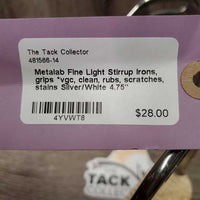 The Tack Collector
481566-14
Metalab Fine Light Stirrup Irons,
grips *vgc, clean, rubs, scratches,
stains Silver/White 4.75"
4YVWT8
$28.00
TACK